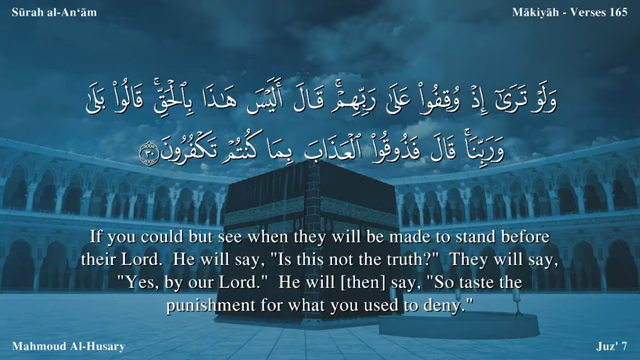 Sūrah al-An‘ām
Mākiyāh - Verses 165
وَلَوْ تَرَىٰٓ إِذْ وُقِفُوا۟ عَلَىٰ رَبِّهِمْ ۚ قَالَ أَلَيْسَ هَـٰذَا بِٱلْحَقِّ ۚ قَالُوا۟ بَلَىٰ
وَرَبِّنَا ۚ قَالَ فَذُوقُوا۟ ٱلْعَذَابَ بِمَا كُنتُمْ تَكْفُرُونَ ٣٠
If you could but see when they will be made to stand before
their Lord. He will say, "Is this not the truth?" They will say,
"Yes, by our Lord." He will [then] say, "So taste the
punishment for what you used to deny."
Mahmoud Al-Husary
Juz' 7